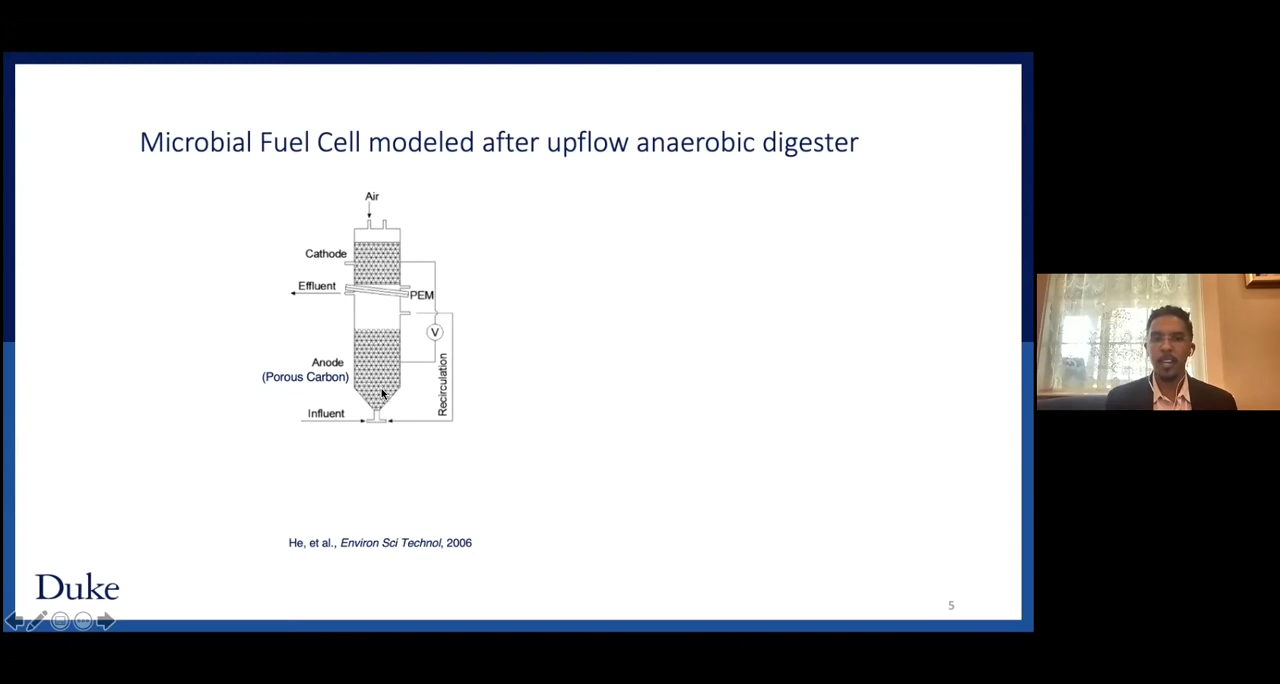 Microbial Fuel Cell modeled after upflow anaerobic digester
Air
Cathode
Effluent
PEM
V
Anode
(Porous Carbon)
Recirculation
Influent
He, et al., Environ Sci Technol, 2006
Duke
5